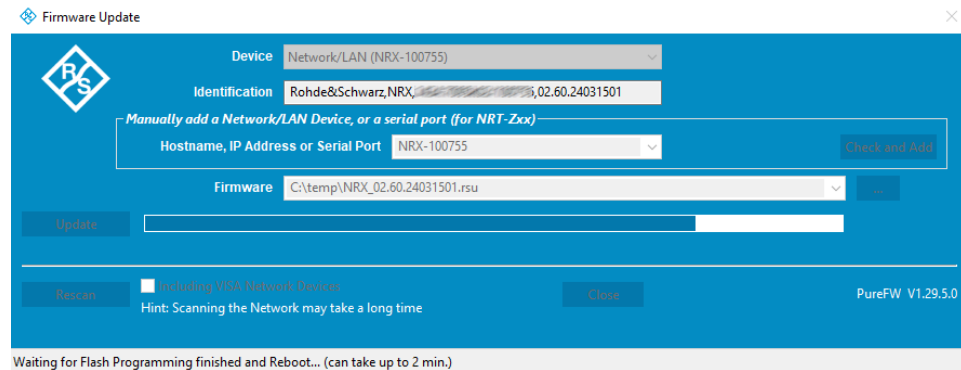 Firmware Update
R&S
Device Network/LAN (NRX-100755)
Identification Rohde&Schwarz,NRX, ,02.60.24031501
Manually add a Network/LAN Device, or a serial port (for NRT-Zxx)
Hostname, IP Address or Serial Port NRX-100755 Check and Add
Firmware C:\temp\NRX_02.60.24031501.rsu ...
Update
Rescan Including VISA Network Devices Close PureFW V1.29.5.0
Hint: Scanning the Network may take a long time
Waiting for Flash Programming finished and Reboot... (can take up to 2 min.)